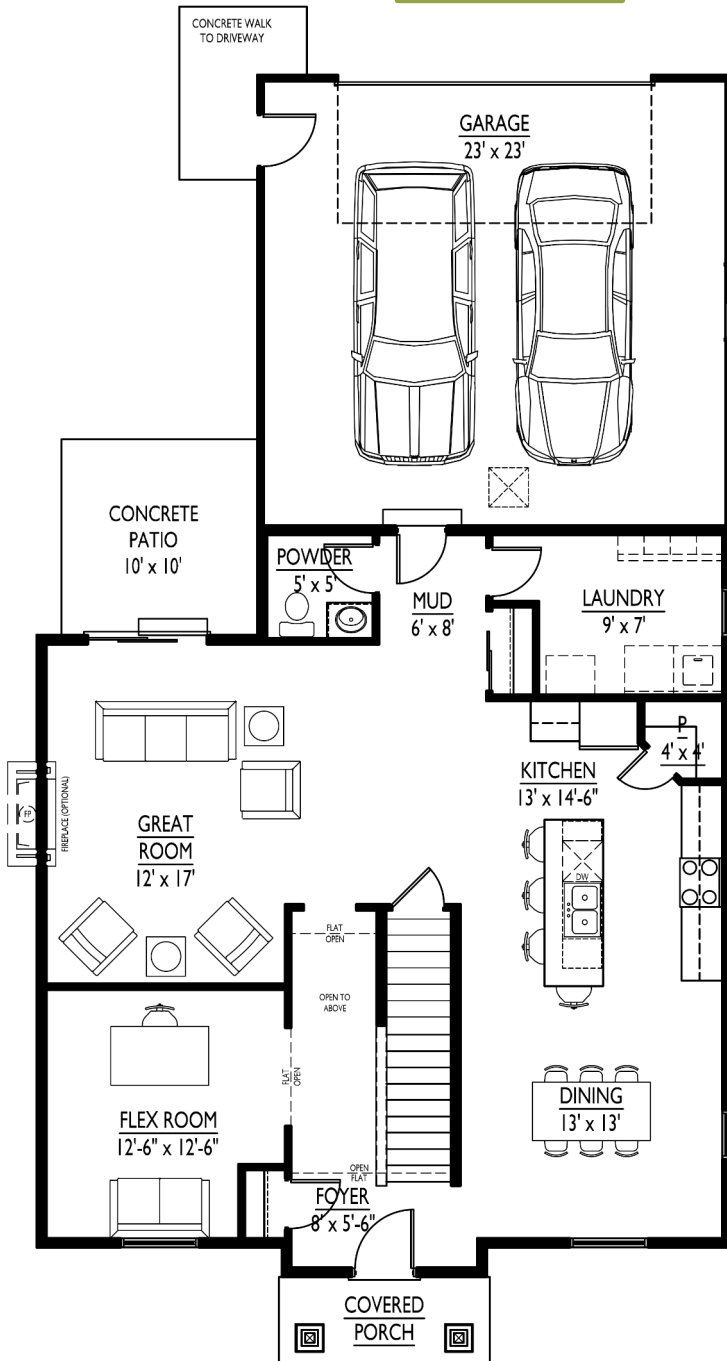 CONCRETE WALK
TO DRIVEWAY
GARAGE
23' x 23'
CONCRETE
PATIO
10' x 10'
POWDER
5' x 5'
MUD
6' x 8'
LAUNDRY
9' x 7'
P
4' x 4'
KITCHEN
13' x 14'-6"
FP
FIREPLACE (OPTIONAL)
GREAT
ROOM
12' x 17'
DW
FLAT
OPEN
OPEN TO
ABOVE
FLAT
OPEN
FLEX ROOM
12'-6" x 12'-6"
DINING
13' x 13'
OPEN
FLAT
FOYER
8' x 5'-6"
COVERED
PORCH